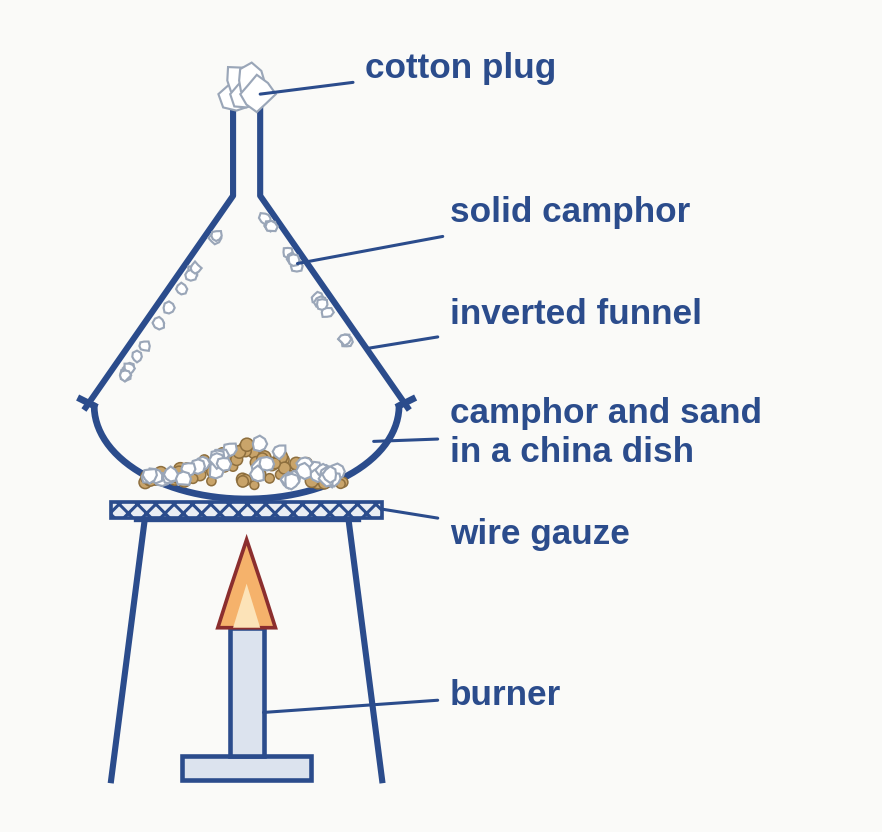 cotton plug
solid camphor
inverted funnel
camphor and sand
in a china dish
wire gauze
burner